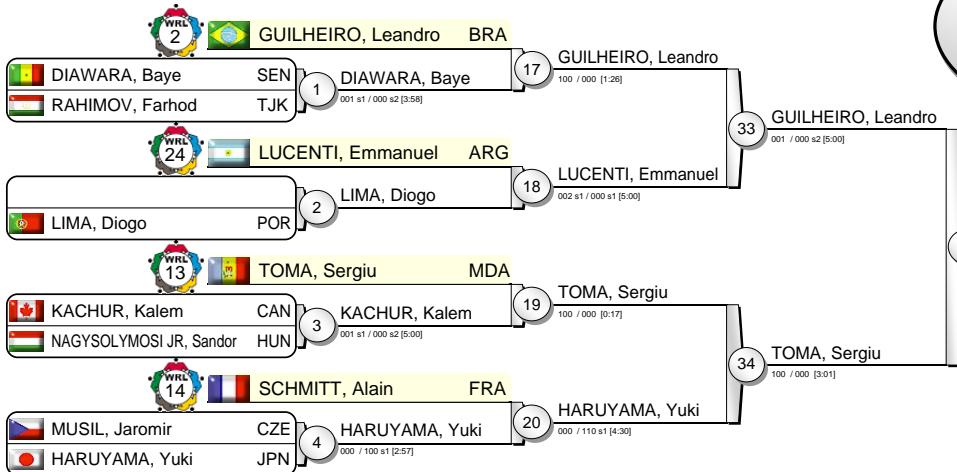 WRL
2
GUILHEIRO, Leandro BRA
DIAWARA, Baye SEN
RAHIMOV, Farhod TJK
1
DIAWARA, Baye
001 s1 / 000 s2 [3:58]
17
GUILHEIRO, Leandro
100 / 000 [1:26]
WRL
24
LUCENTI, Emmanuel ARG
LIMA, Diogo POR
2
LIMA, Diogo
18
LUCENTI, Emmanuel
002 s1 / 000 s1 [5:00]
33
GUILHEIRO, Leandro
001 / 000 s2 [5:00]
WRL
13
TOMA, Sergiu MDA
KACHUR, Kalem CAN
NAGYSOLYMOSI JR, Sandor HUN
3
KACHUR, Kalem
001 s1 / 000 s2 [5:00]
19
TOMA, Sergiu
100 / 000 [0:17]
WRL
14
SCHMITT, Alain FRA
MUSIL, Jaromir CZE
HARUYAMA, Yuki JPN
4
HARUYAMA, Yuki
000 / 100 s1 [2:57]
20
HARUYAMA, Yuki
000 / 110 s1 [4:30]
34
TOMA, Sergiu
100 / 000 [3:01]